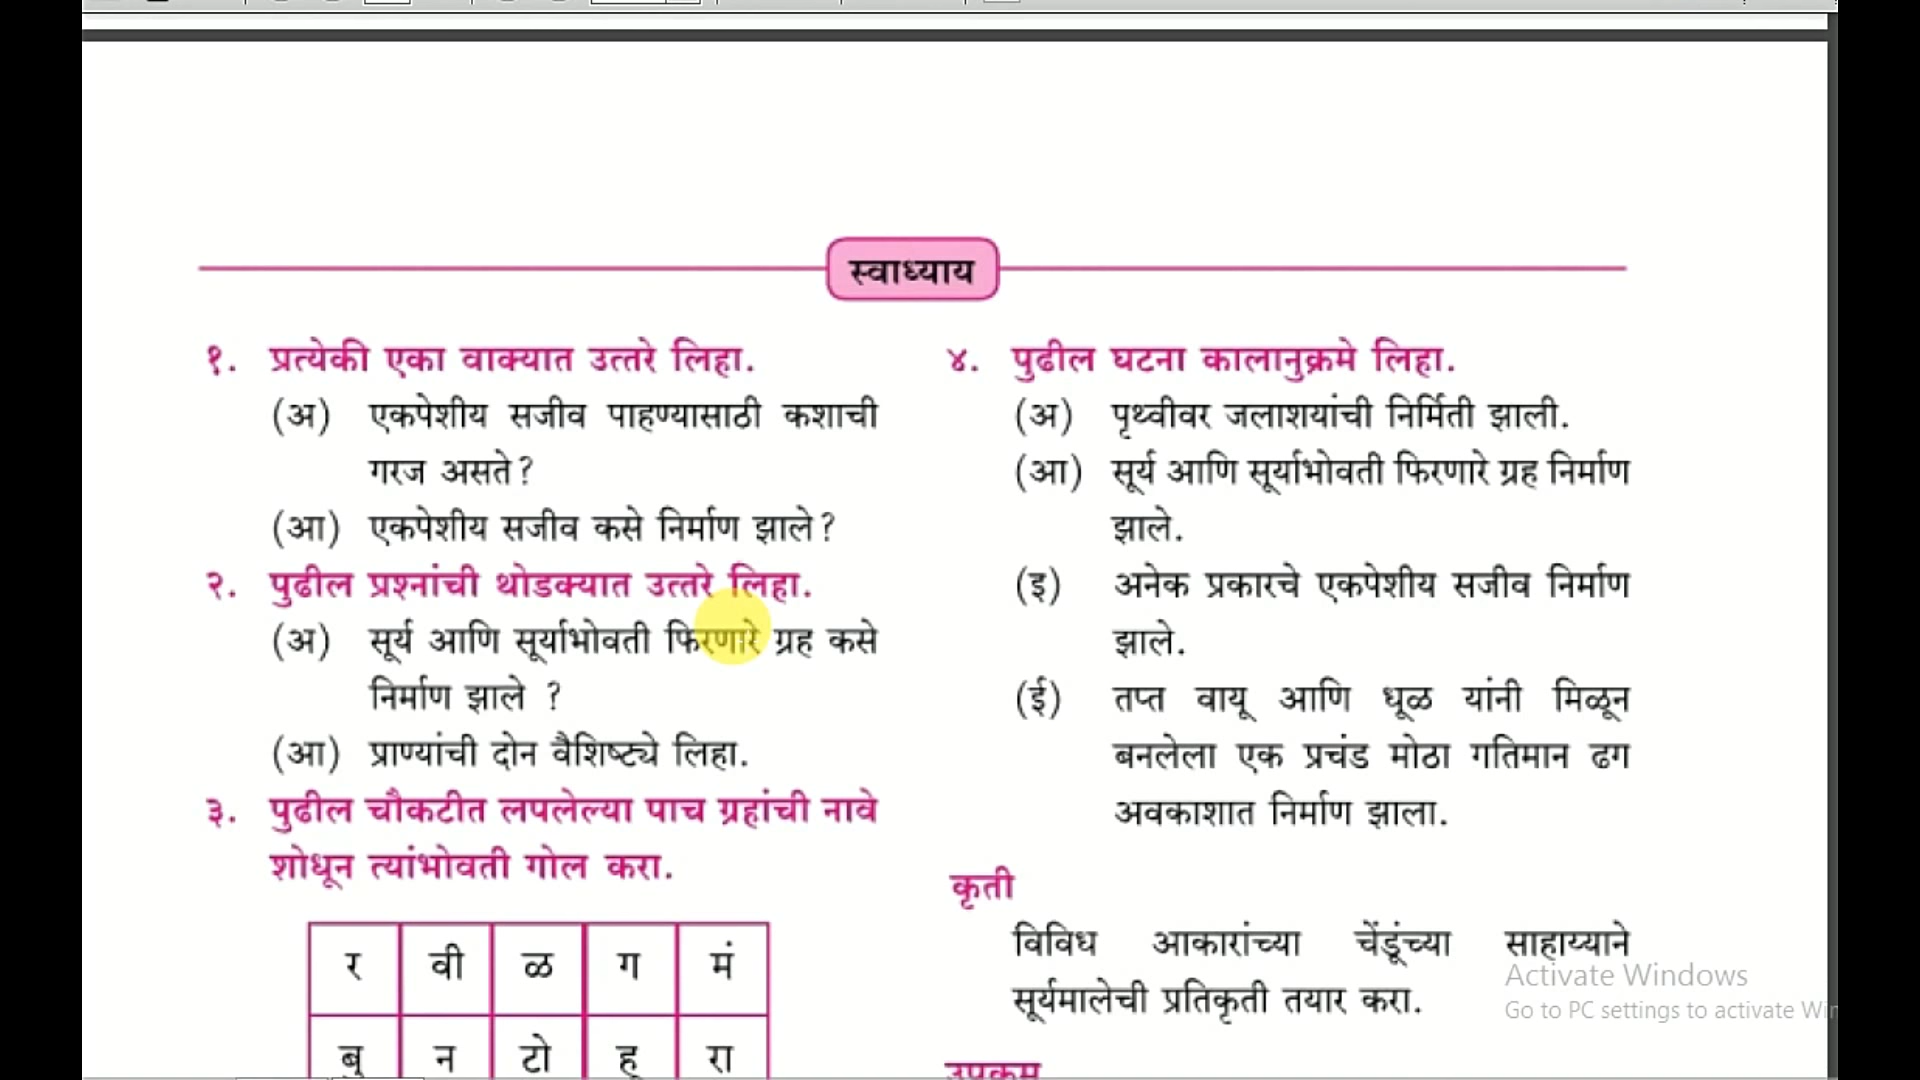 स्वाध्याय
१. प्रत्येकी एका वाक्यात उत्तरे लिहा.
(अ) एकपेशीय सजीव पाहण्यासाठी कशाची
गरज असते?
(आ) एकपेशीय सजीव कसे निर्माण झाले?
२. पुढील प्रश्नांची थोडक्यात उत्तरे लिहा.
(अ) सूर्य आणि सूर्याभोवती फिरणारे ग्रह कसे
निर्माण झाले ?
(आ) प्राण्यांची दोन वैशिष्ट्ये लिहा.
३. पुढील चौकटीत लपलेल्या पाच ग्रहांची नावे
शोधून त्यांभोवती गोल करा.
र वी ळ ग मं
बु न टो ह रा
४. पुढील घटना कालानुक्रमे लिहा.
(अ) पृथ्वीवर जलाशयांची निर्मिती झाली.
(आ) सूर्य आणि सूर्याभोवती फिरणारे ग्रह निर्माण
झाले.
(इ) अनेक प्रकारचे एकपेशीय सजीव निर्माण
झाले.
(ई) तप्त वायू आणि धूळ यांनी मिळून
बनलेला एक प्रचंड मोठा गतिमान ढग
अवकाशात निर्माण झाला.
कृती
विविध आकारांच्या चेंडूंच्या साहाय्याने
सूर्यमालेची प्रतिकृती तयार करा.
उपक्रम
Activate Windows
Go to PC settings to activate Win